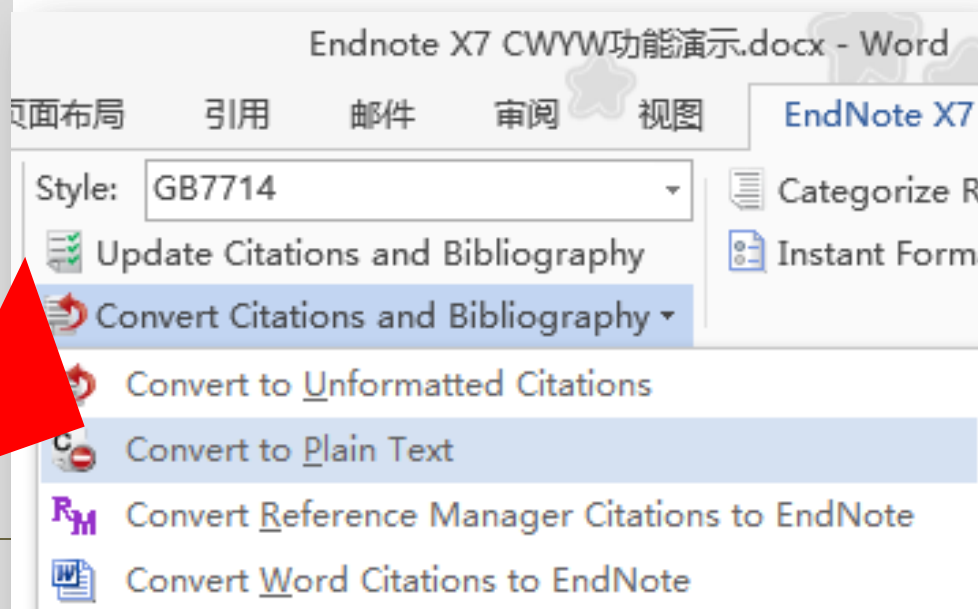 Endnote X7 CWYW功能演示.docx - Word
页面布局 引用 邮件 审阅 视图 EndNote X7
Style: GB7714 Categorize R
Update Citations and Bibliography Instant Forma
Convert Citations and Bibliography
Convert to Unformatted Citations
Convert to Plain Text
Convert Reference Manager Citations to EndNote
Convert Word Citations to EndNote